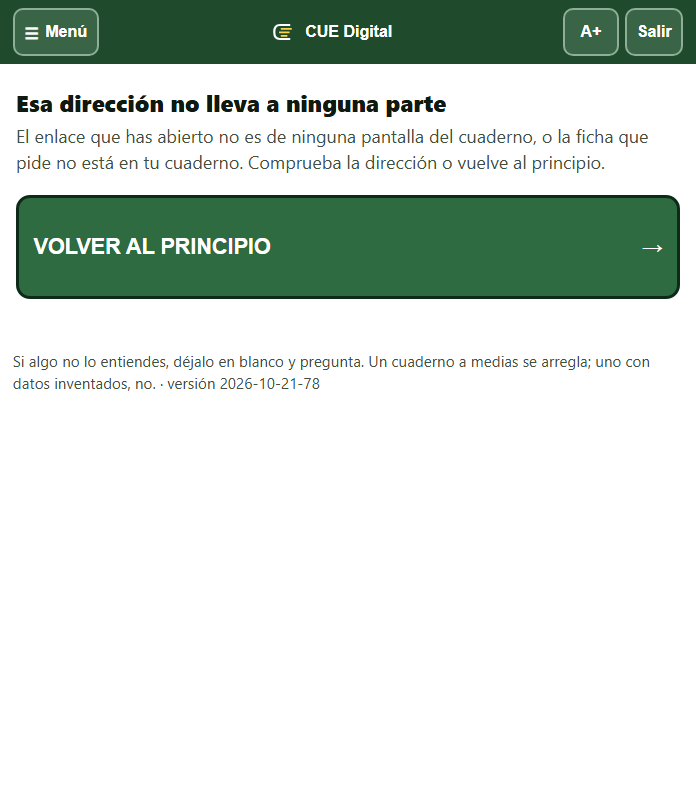 ☰ Menú
CUE Digital
A+
Salir
Esa dirección no lleva a ninguna parte
El enlace que has abierto no es de ninguna pantalla del cuaderno, o la ficha que
pide no está en tu cuaderno. Comprueba la dirección o vuelve al principio.
VOLVER AL PRINCIPIO →
Si algo no lo entiendes, déjalo en blanco y pregunta. Un cuaderno a medias se arregla; uno con
datos inventados, no. · versión 2026-10-21-78